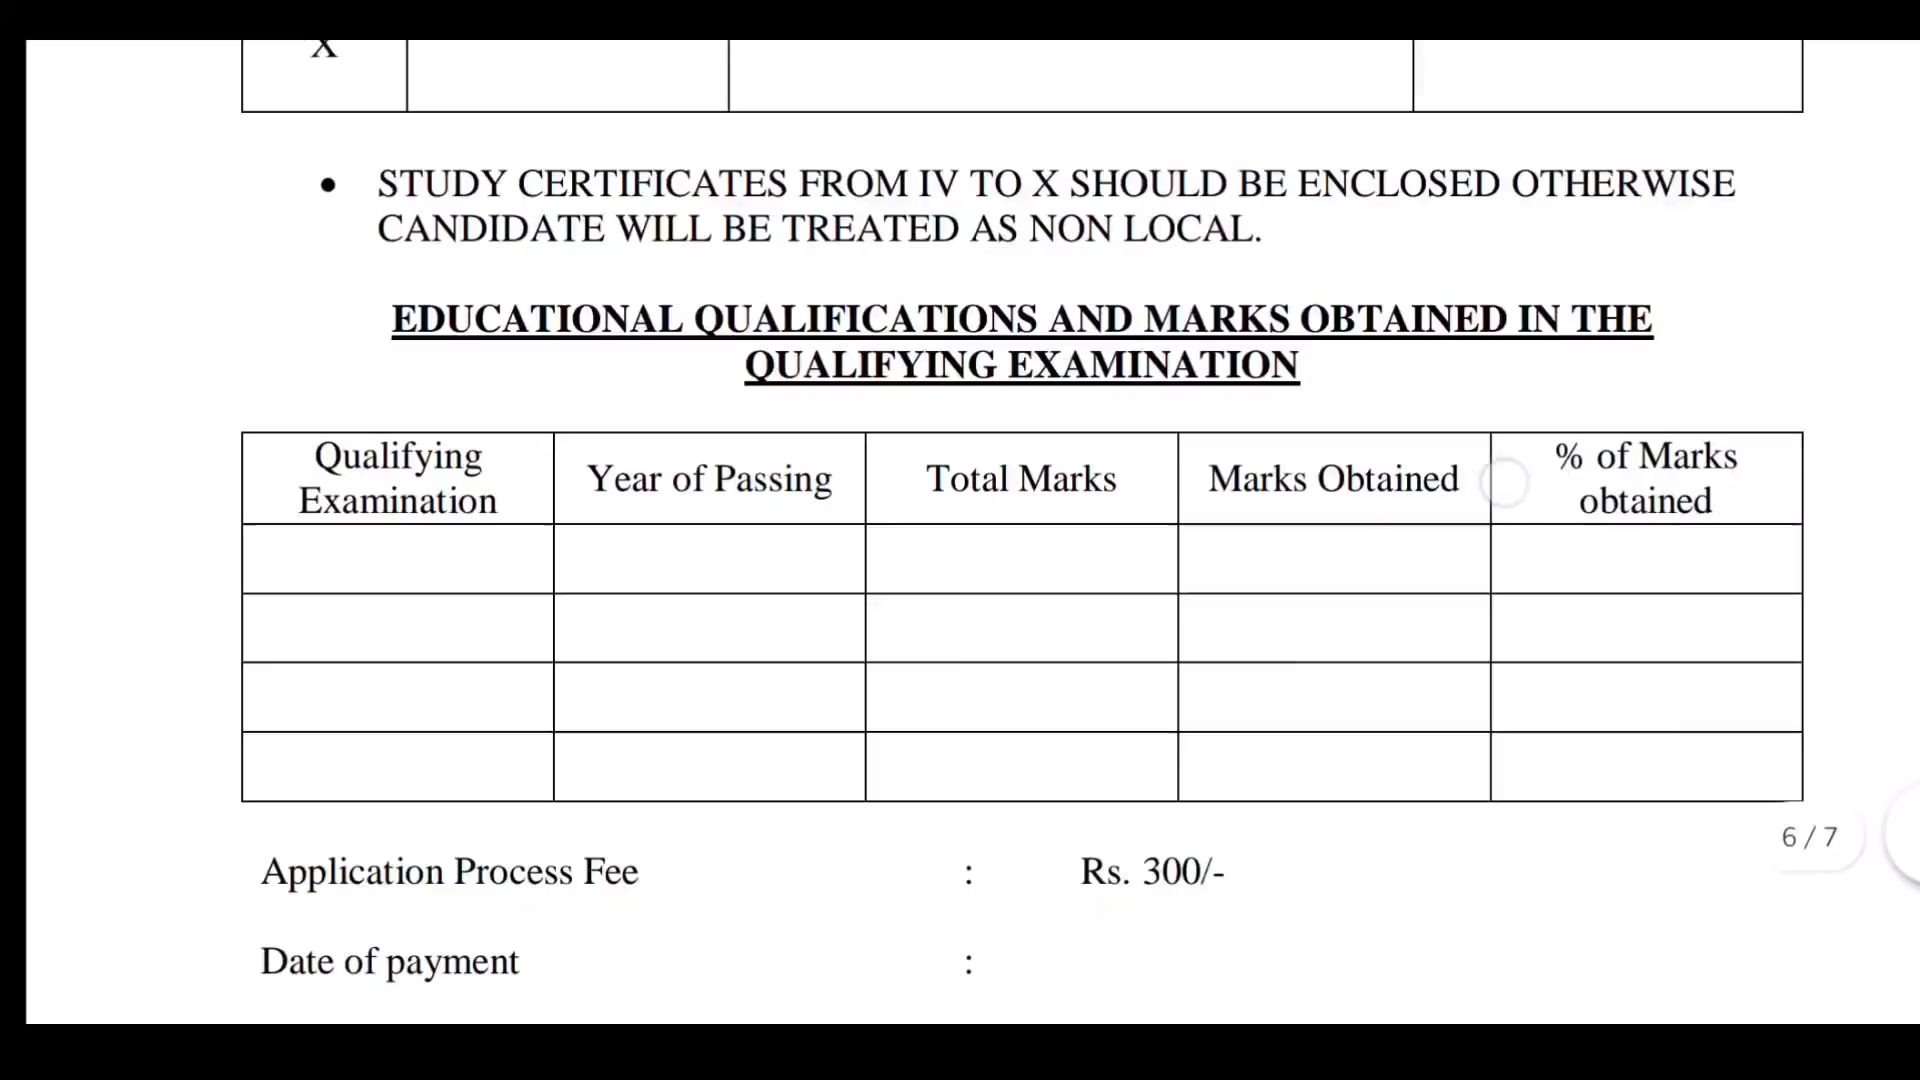 X
• STUDY CERTIFICATES FROM IV TO X SHOULD BE ENCLOSED OTHERWISE
CANDIDATE WILL BE TREATED AS NON LOCAL.
EDUCATIONAL QUALIFICATIONS AND MARKS OBTAINED IN THE
QUALIFYING EXAMINATION
Qualifying
Examination
Year of Passing
Total Marks
Marks Obtained
% of Marks
obtained
6 / 7
Application Process Fee : Rs. 300/-
Date of payment :